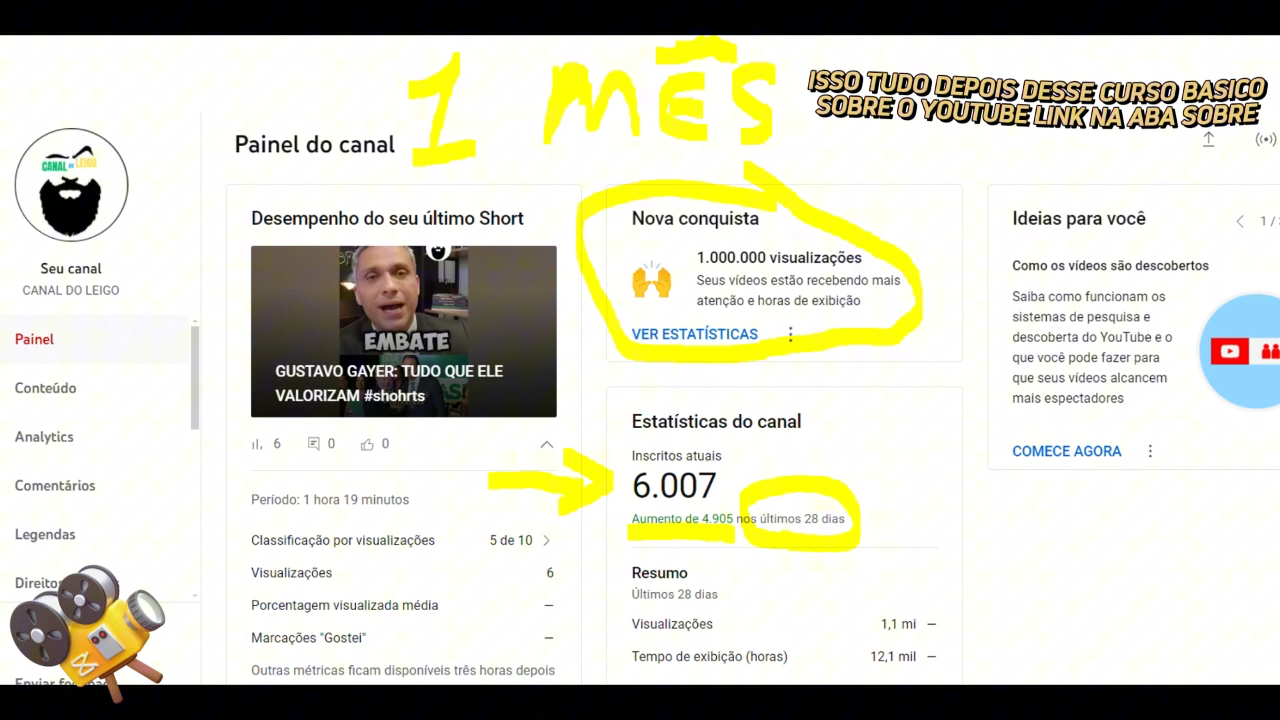 1 MÊS
ISSO TUDO DEPOIS DESSE CURSO BASICO
SOBRE O YOUTUBE LINK NA ABA SOBRE
CANAL DO LEIGO
Seu canal
CANAL DO LEIGO
Painel
Conteúdo
Analytics
Comentários
Legendas
Direitos
Painel do canal
Desempenho do seu último Short
EMBATE
GUSTAVO GAYER: TUDO QUE ELE
VALORIZAM #shohrts
6 0 0
Período: 1 hora 19 minutos
Classificação por visualizações 5 de 10
Visualizações 6
Porcentagem visualizada média –
Marcações "Gostei" –
Outras métricas ficam disponíveis três horas depois
Nova conquista
1.000.000 visualizações
Seus vídeos estão recebendo mais
atenção e horas de exibição
VER ESTATÍSTICAS
Estatísticas do canal
Inscritos atuais
6.007
Aumento de 4.905 nos últimos 28 dias
Resumo
Últimos 28 dias
Visualizações 1,1 mi –
Tempo de exibição (horas) 12,1 mil –
Ideias para você
1 /
Como os vídeos são descobertos
Saiba como funcionam os
sistemas de pesquisa e
descoberta do YouTube e o
que você pode fazer para
que seus vídeos alcancem
mais espectadores
COMECE AGORA